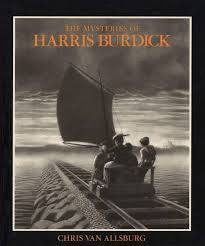 THE MYSTERIES OF
HARRIS BURDICK
CHRIS VAN ALLSBURG